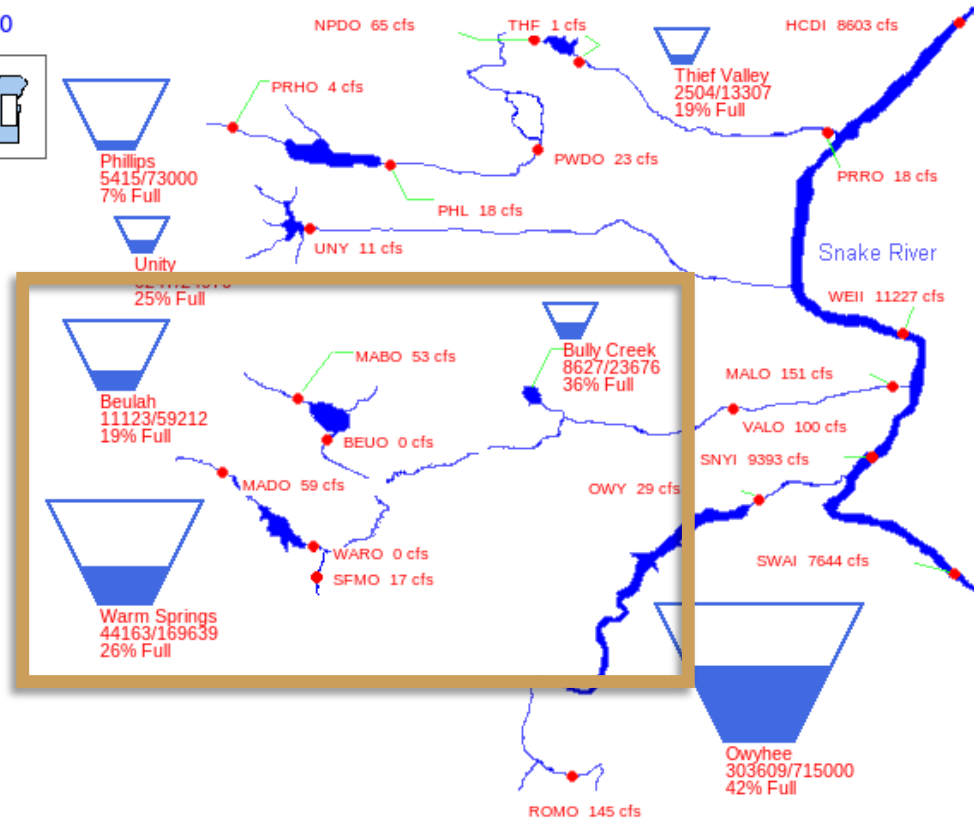 0
NPDO 65 cfs
THF 1 cfs
HCDI 8603 cfs
Thief Valley
2504/13307
19% Full
PRHO 4 cfs
Phillips
5415/73000
7% Full
PWDO 23 cfs
PRRO 18 cfs
PHL 18 cfs
UNY 11 cfs
Unity
25% Full
Snake River
WEII 11227 cfs
MABO 53 cfs
Bully Creek
8627/23676
36% Full
MALO 151 cfs
Beulah
11123/59212
19% Full
VALO 100 cfs
BEUO 0 cfs
SNYI 9393 cfs
MADO 59 cfs
OWY 29 cfs
WARO 0 cfs
SWAI 7644 cfs
SFMO 17 cfs
Warm Springs
44163/169639
26% Full
Owyhee
303609/715000
42% Full
ROMO 145 cfs